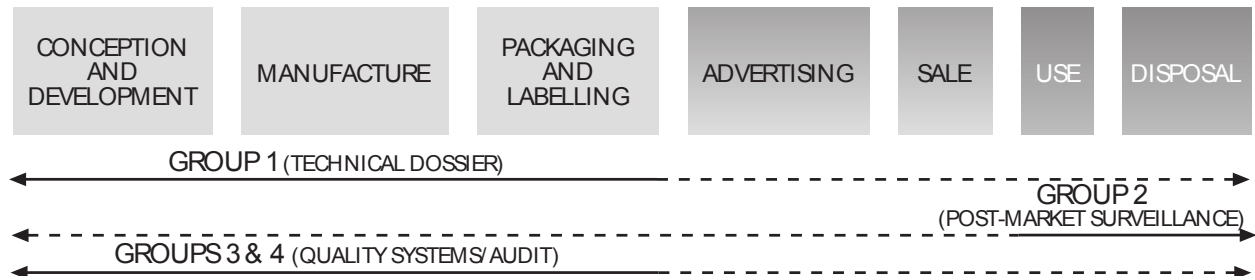 CONCEPTION
AND
DEVELOPMENT
MANUFACTURE
PACKAGING
AND
LABELLING
ADVERTISING
SALE
USE
DISPOSAL
GROUP 1 (TECHNICAL DOSSIER)
GROUP 2
(POST-MARKET SURVEILLANCE)
GROUPS 3 & 4 (QUALITY SYSTEMS/AUDIT)